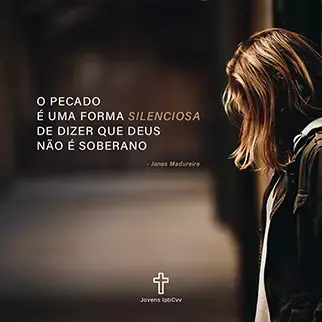 O PECADO
É UMA FORMA SILENCIOSA
DE DIZER QUE DEUS
NÃO É SOBERANO
- Jonas Madureira
Jovens IpbCvv